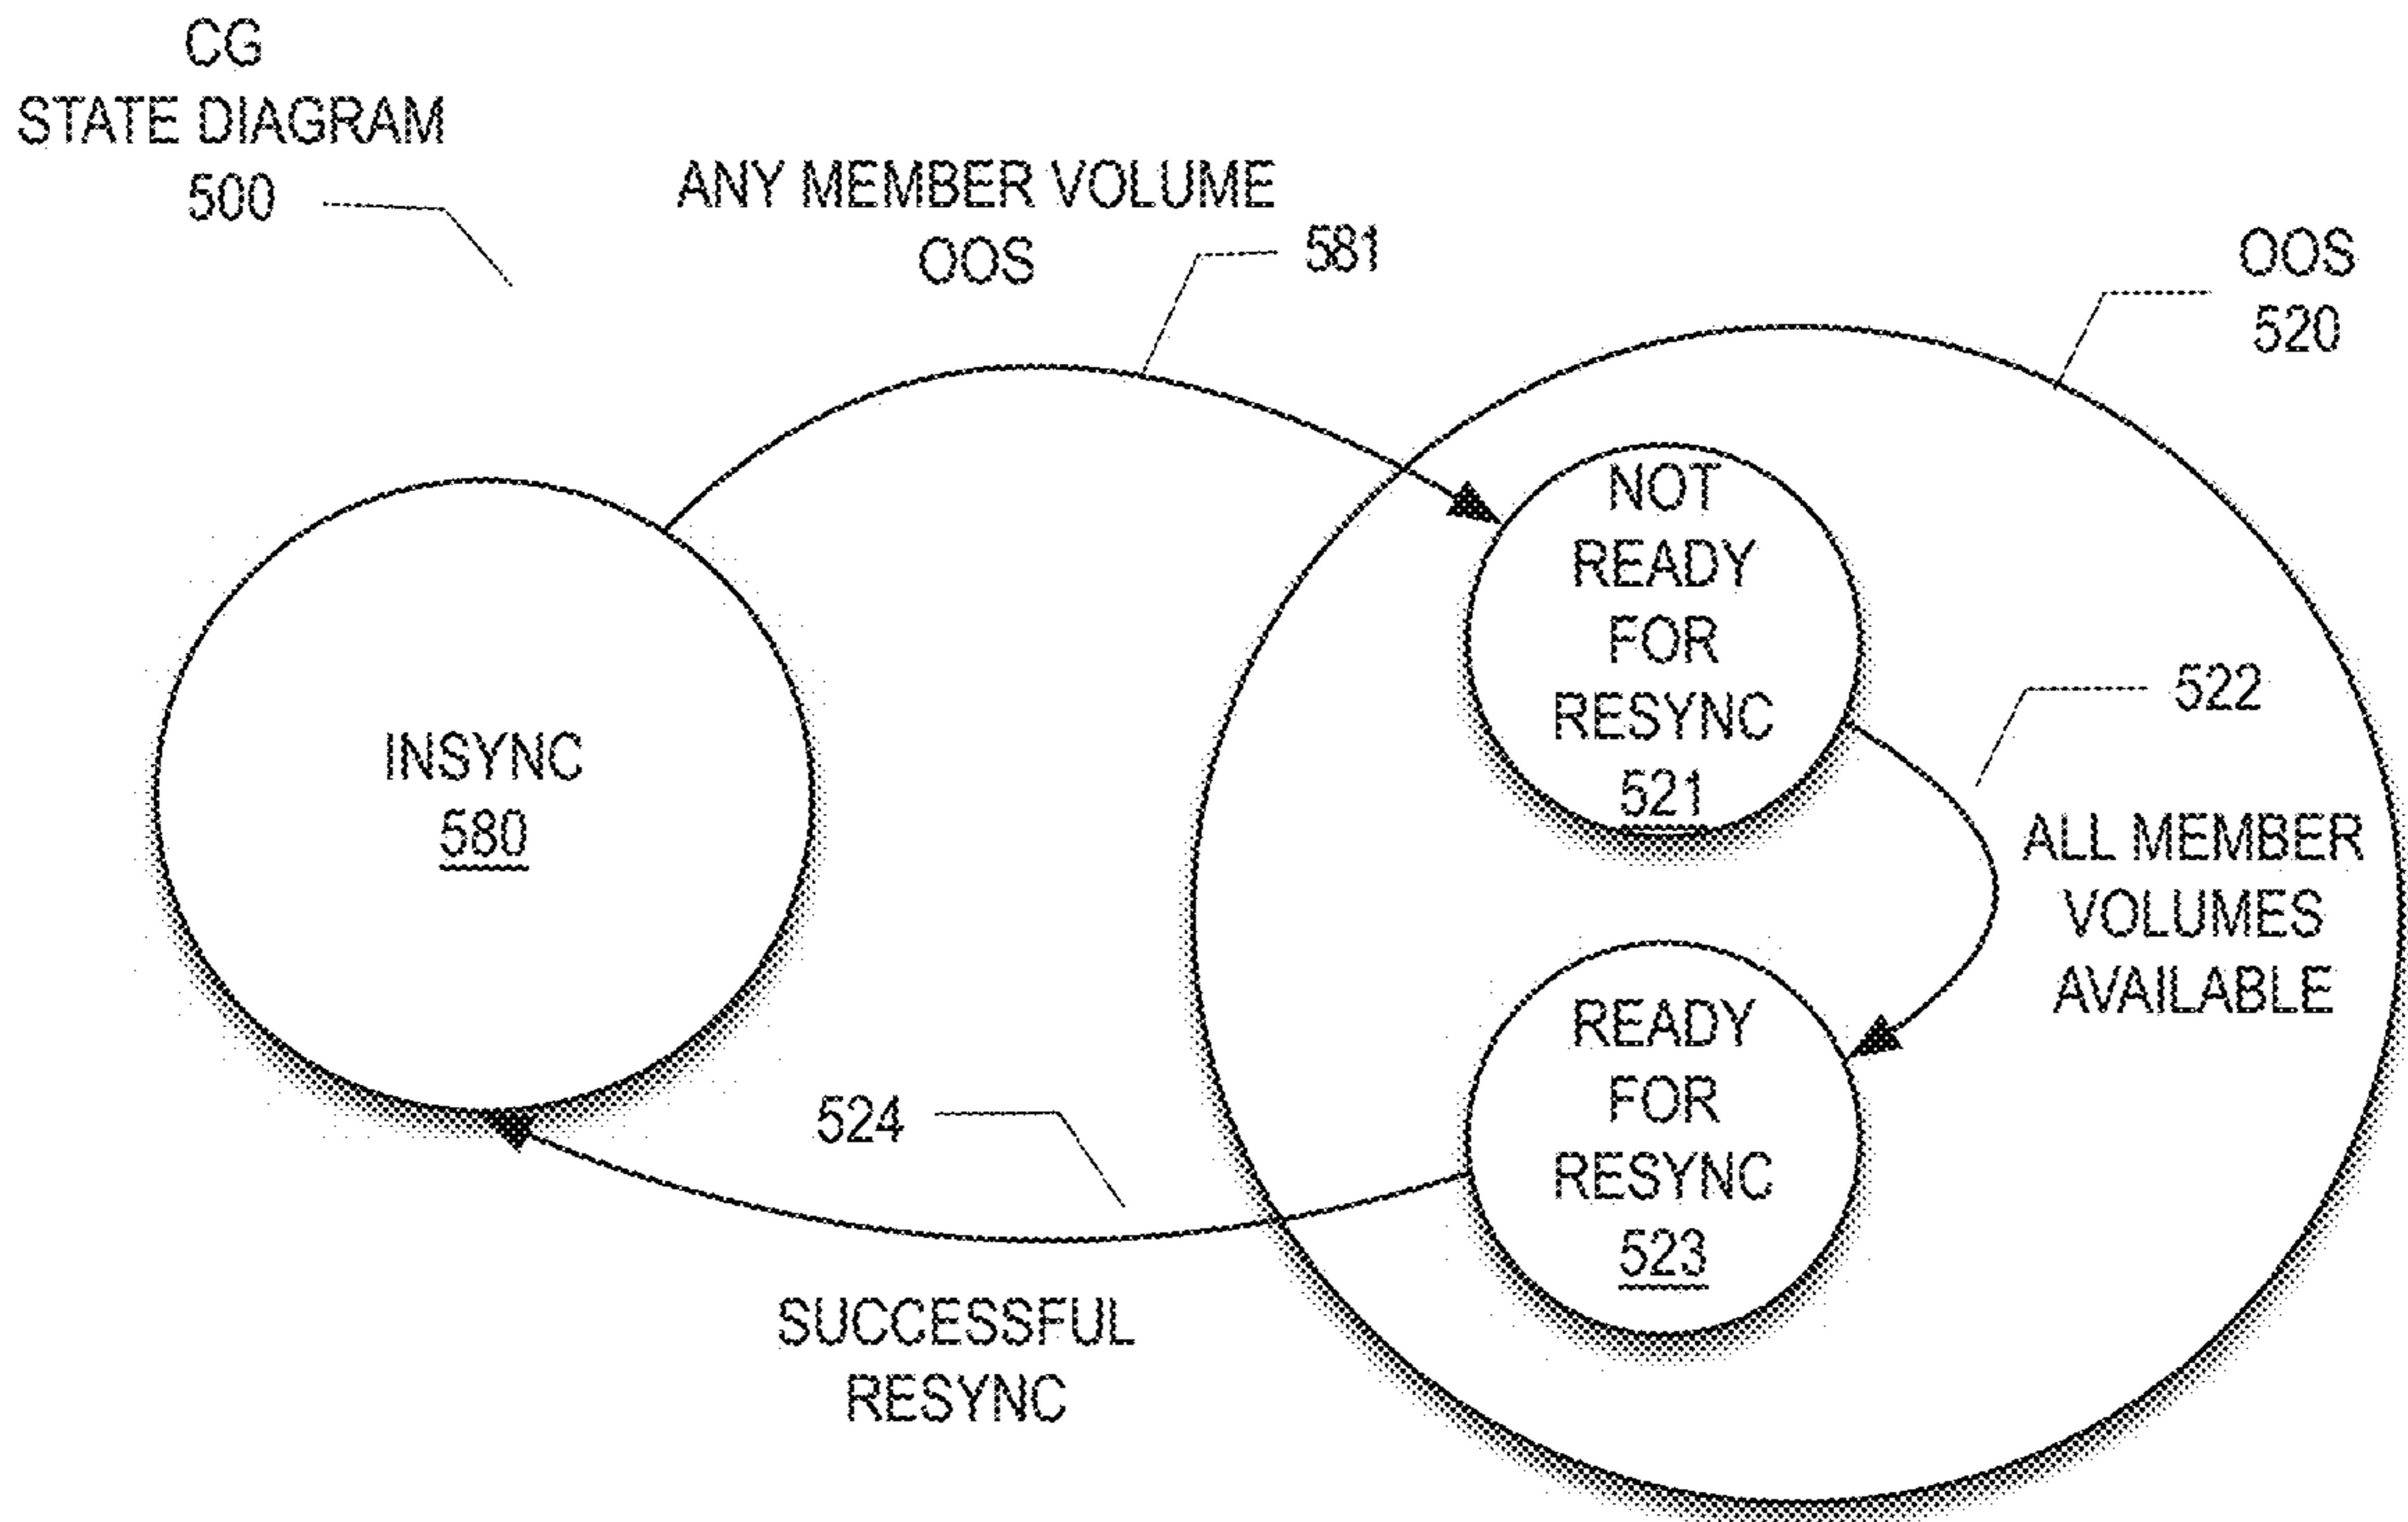 CG
STATE DIAGRAM
500
ANY MEMBER VOLUME
OOS
581
OOS
520
NOT
READY
FOR
RESYNC
521
522
INSYNC
580
ALL MEMBER
VOLUMES
AVAILABLE
READY
FOR
RESYNC
523
524
SUCCESSFUL
RESYNC